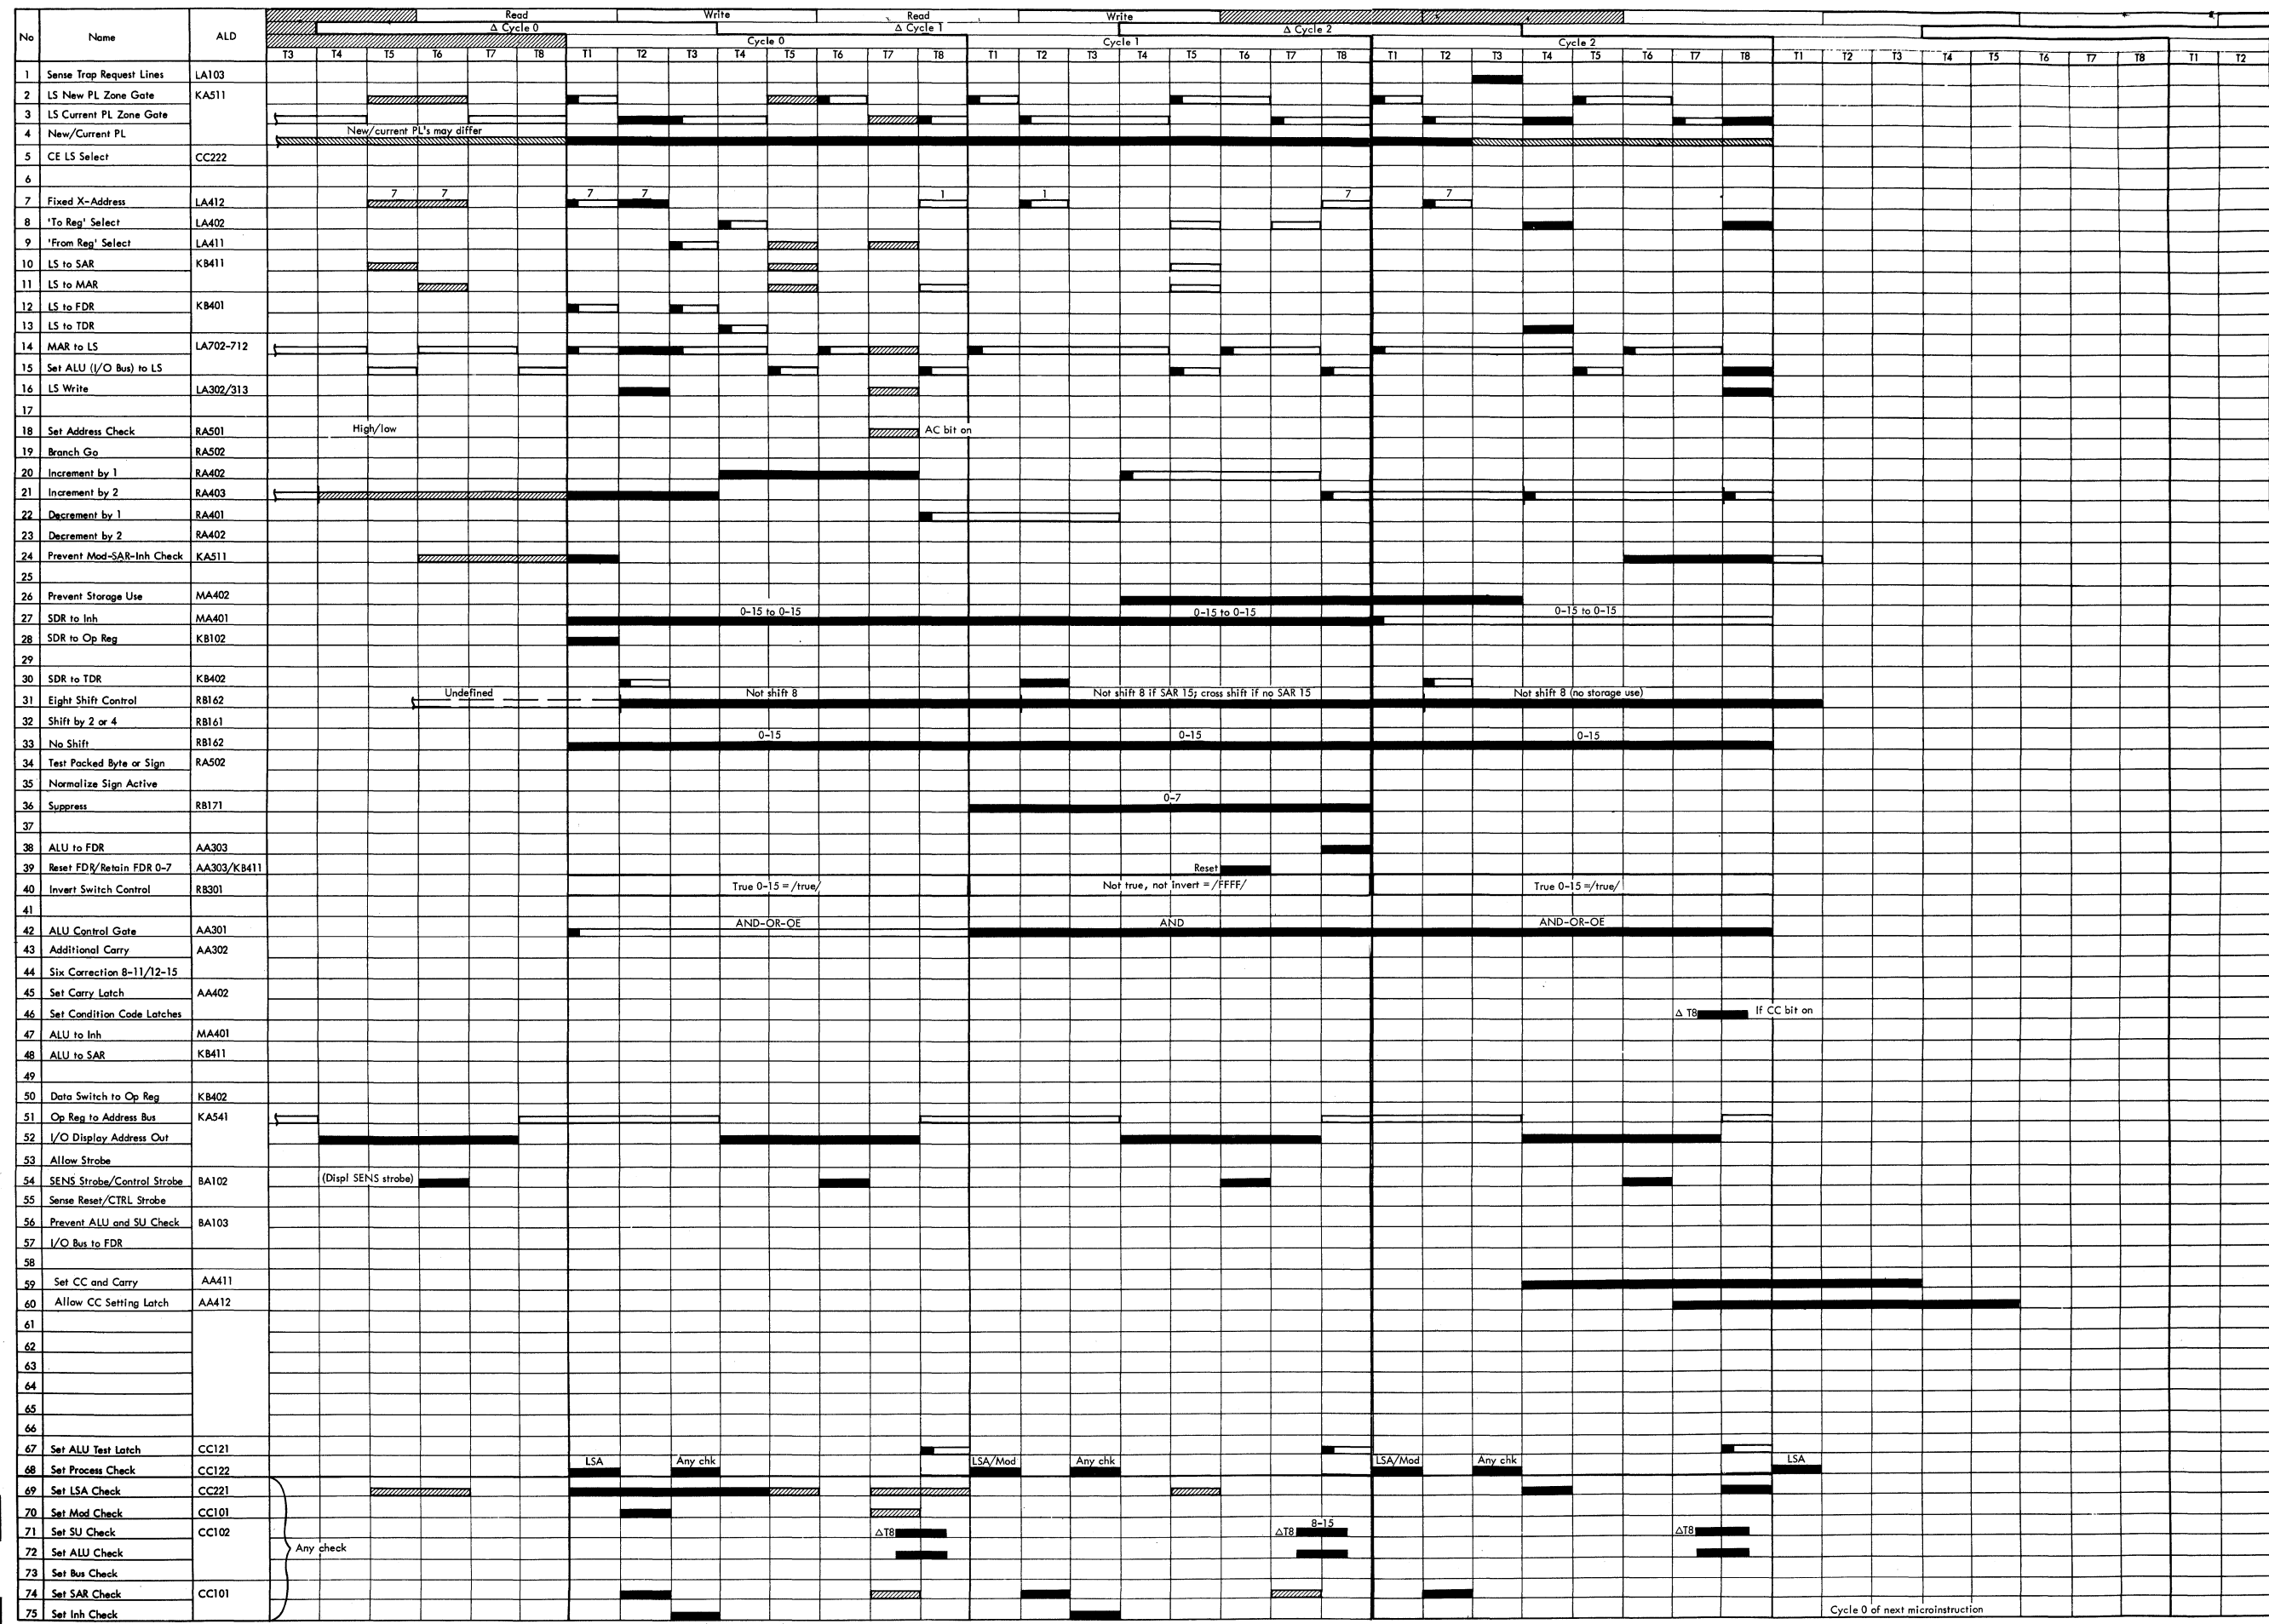 Read Write Read Write
Δ Cycle 0 Δ Cycle 1 Δ Cycle 2
No Name ALD Cycle 0 Cycle 1 Cycle 2
T3 T4 T5 T6 T7 T8 T1 T2 T3 T4 T5 T6 T7 T8 T1 T2 T3 T4 T5 T6 T7 T8 T1 T2 T3 T4 T5 T6 T7 T8 T1 T2 T3 T4 T5 T6 T7 T8 T1 T2
1 Sense Trap Request Lines LA103
2 LS New PL Zone Gate KA511
3 LS Current PL Zone Gate
4 New/Current PL New/current PL's may differ
5 CE LS Select CC222
6
7 7 7 7 1 1 7 7
7 Fixed X-Address LA412
8 'To Reg' Select LA402
9 'From Reg' Select LA411
10 LS to SAR KB411
11 LS to MAR
12 LS to FDR KB401
13 LS to TDR
14 MAR to LS LA702-712
15 Set ALU (I/O Bus) to LS
16 LS Write LA302/313
17
18 Set Address Check RA501 High/low AC bit on
19 Branch Go RA502
20 Increment by 1 RA402
21 Increment by 2 RA403
22 Decrement by 1 RA401
23 Decrement by 2 RA402
24 Prevent Mod-SAR-Inh Check KA511
25
26 Prevent Storage Use MA402
0-15 to 0-15 0-15 to 0-15 0-15 to 0-15
27 SDR to Inh MA401
28 SDR to Op Reg KB102
29
30 SDR to TDR KB402
Undefined Not shift 8 Not shift 8 if SAR 15; cross shift if no SAR 15 Not shift 8 (no storage use)
31 Eight Shift Control RB162
32 Shift by 2 or 4 RB161
0-15 0-15 0-15
33 No Shift RB162
34 Test Packed Byte or Sign RA502
35 Normalize Sign Active
0-7
36 Suppress RB171
37
38 ALU to FDR AA303
39 Reset FDR/Retain FDR 0-7 AA303/KB411 Reset
40 Invert Switch Control RB301 True 0-15 =/true/ Not true, not invert = /FFFF/ True 0-15 =/true/
41
AND-OR-OE AND AND-OR-OE
42 ALU Control Gate AA301
43 Additional Carry AA302
44 Six Correction 8-11/12-15
45 Set Carry Latch AA402
46 Set Condition Code Latches Δ T8 If CC bit on
47 ALU to Inh MA401
48 ALU to SAR KB411
49
50 Data Switch to Op Reg KB402
51 Op Reg to Address Bus KA541
52 I/O Display Address Out
53 Allow Strobe
54 SENS Strobe/Control Strobe BA102 (Displ SENS strobe)
55 Sense Reset/CTRL Strobe
56 Prevent ALU and SU Check BA103
57 I/O Bus to FDR
58
59 Set CC and Carry AA411
60 Allow CC Setting Latch AA412
61
62
63
64
65
66
67 Set ALU Test Latch CC121
LSA Any chk LSA/Mod Any chk LSA/Mod Any chk LSA
68 Set Process Check CC122
69 Set LSA Check CC221
70 Set Mod Check CC101
8-15
71 Set SU Check CC102 ΔT8 ΔT8 ΔT8
72 Set ALU Check Any check
73 Set Bus Check
74 Set SAR Check CC101
75 Set Inh Check Cycle 0 of next microinstruction